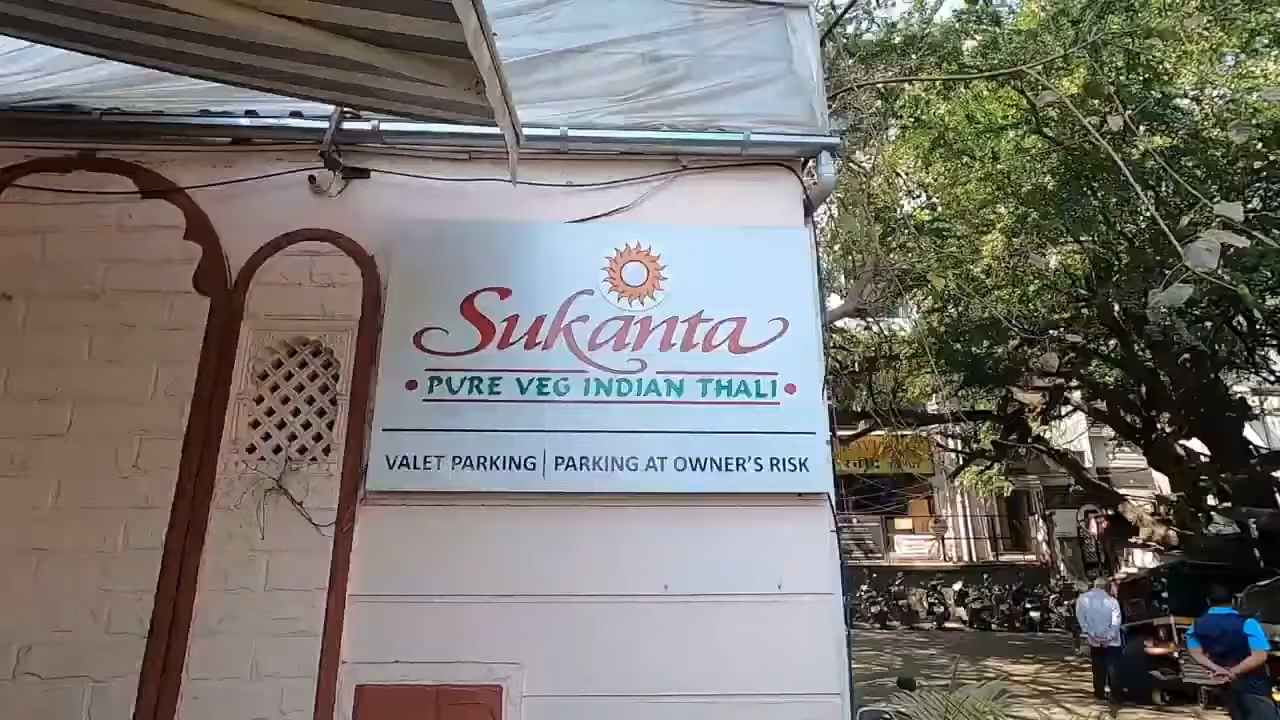 Sukanta
PURE VEG INDIAN THALI
VALET PARKING | PARKING AT OWNER'S RISK